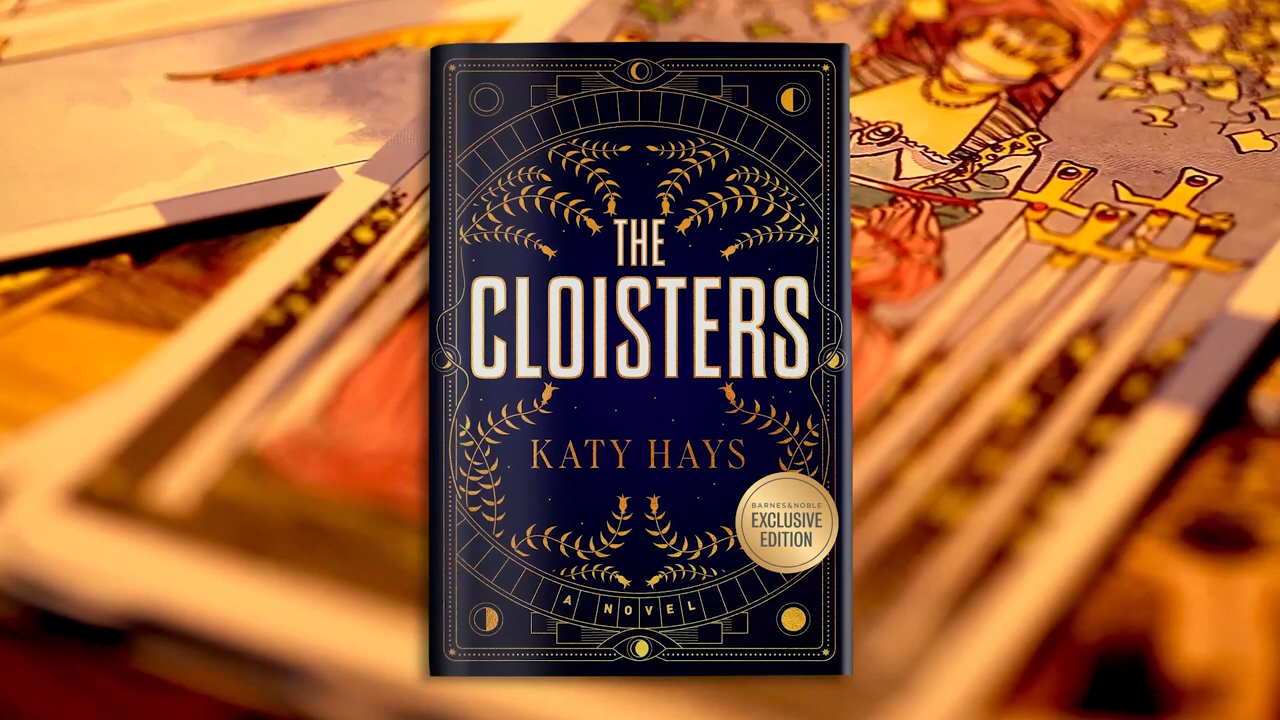 THE
CLOISTERS
KATY HAYS
BARNES&NOBLE
EXCLUSIVE
EDITION
A NOVEL